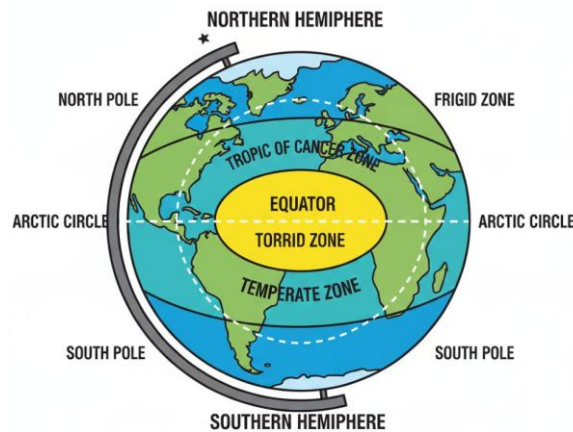 NORTHERN HEMIPHERE
NORTH POLE
FRIGID ZONE
TROPIC OF CANCER ZONE
EQUATOR
ARCTIC CIRCLE
ARCTIC CIRCLE
TORRID ZONE
TEMPERATE ZONE
SOUTH POLE
SOUTH POLE
SOUTHERN HEMIPHERE